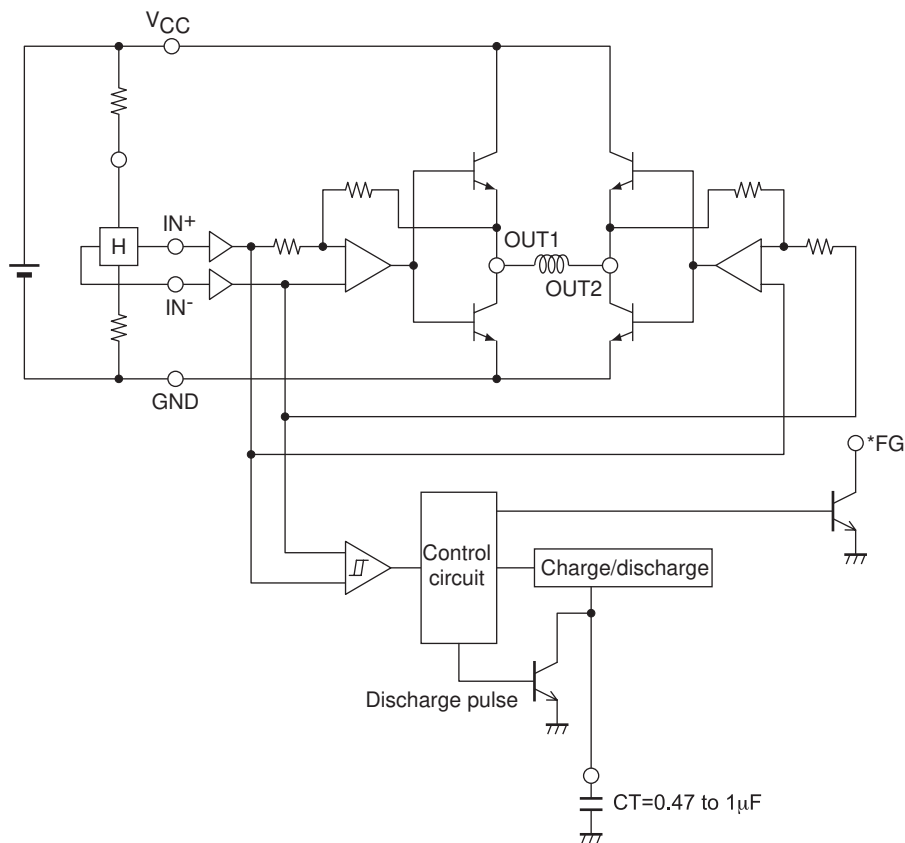 VCC
H
IN+
IN-
OUT1
OUT2
GND
*FG
Control
circuit
Charge/discharge
Discharge pulse
CT=0.47 to 1μF